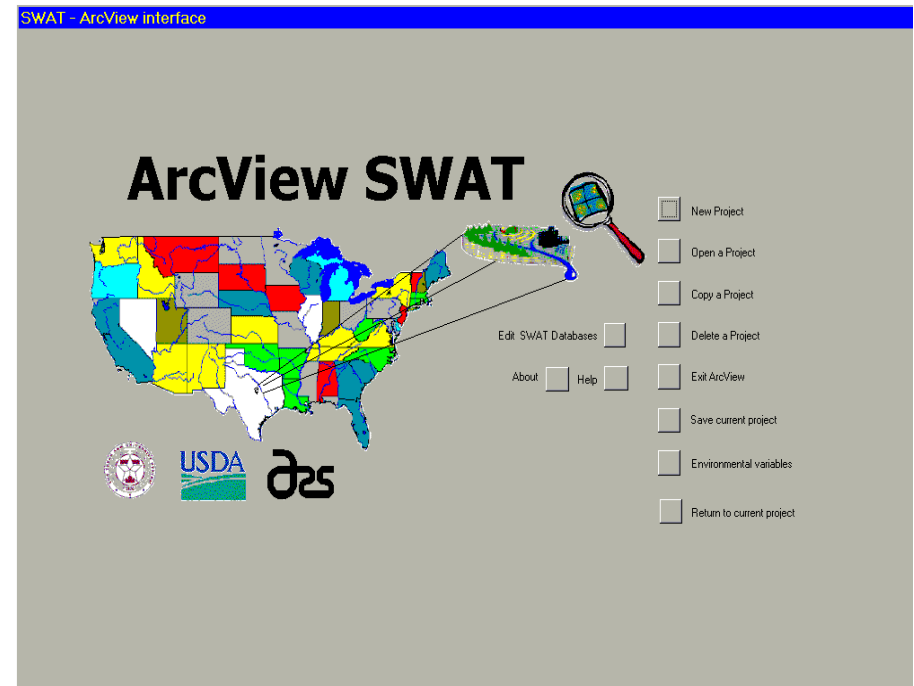 SWAT - ArcView interface
ArcView SWAT
New Project
Open a Project
Copy a Project
Edit SWAT Databases
Delete a Project
About
Help
Exit ArcView
Save current project
USDA
Environmental variables
Return to current project